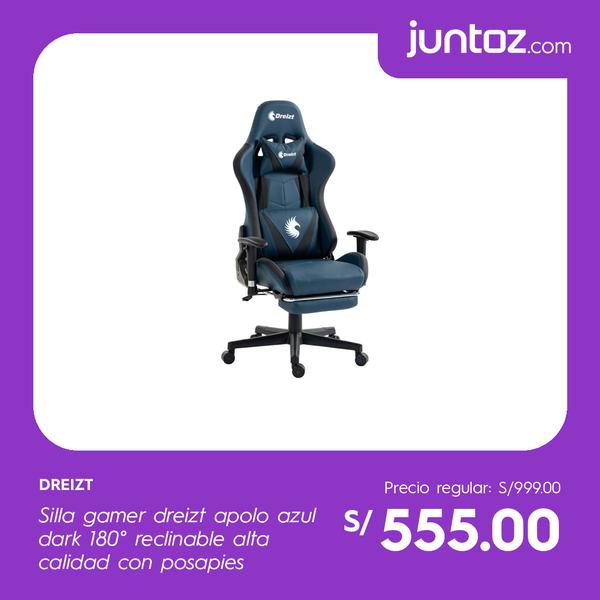 juntoz.com
Dreizt
Dreizt
DREIZT
Silla gamer dreizt apolo azul
dark 180° reclinable alta
calidad con posapies
Precio regular: S/999.00
S/ 555.00